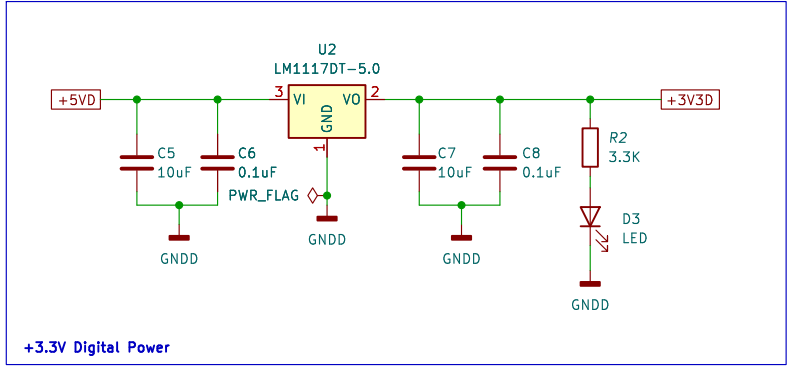 U2
LM1117DT-5.0
+5VD
3
VI
VO
2
+3V3D
GND
1
C5
10uF
C6
0.1uF
C7
10uF
C8
0.1uF
R2
3.3K
PWR_FLAG
D3
LED
GNDD
GNDD
GNDD
GNDD
+3.3V Digital Power